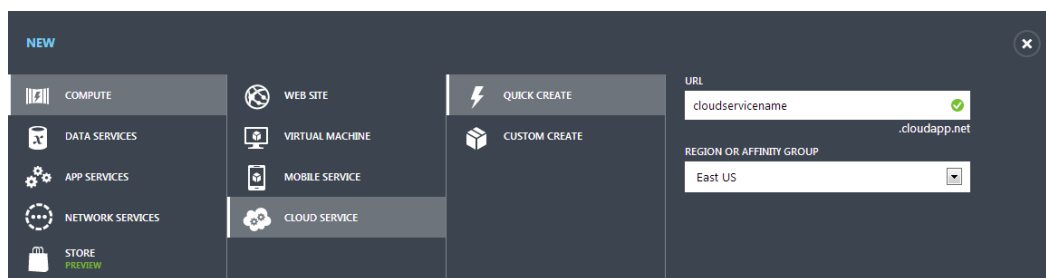 NEW
COMPUTE
DATA SERVICES
APP SERVICES
NETWORK SERVICES
STORE
PREVIEW
WEB SITE
VIRTUAL MACHINE
MOBILE SERVICE
CLOUD SERVICE
QUICK CREATE
CUSTOM CREATE
URL
cloudservicename
.cloudapp.net
REGION OR AFFINITY GROUP
East US